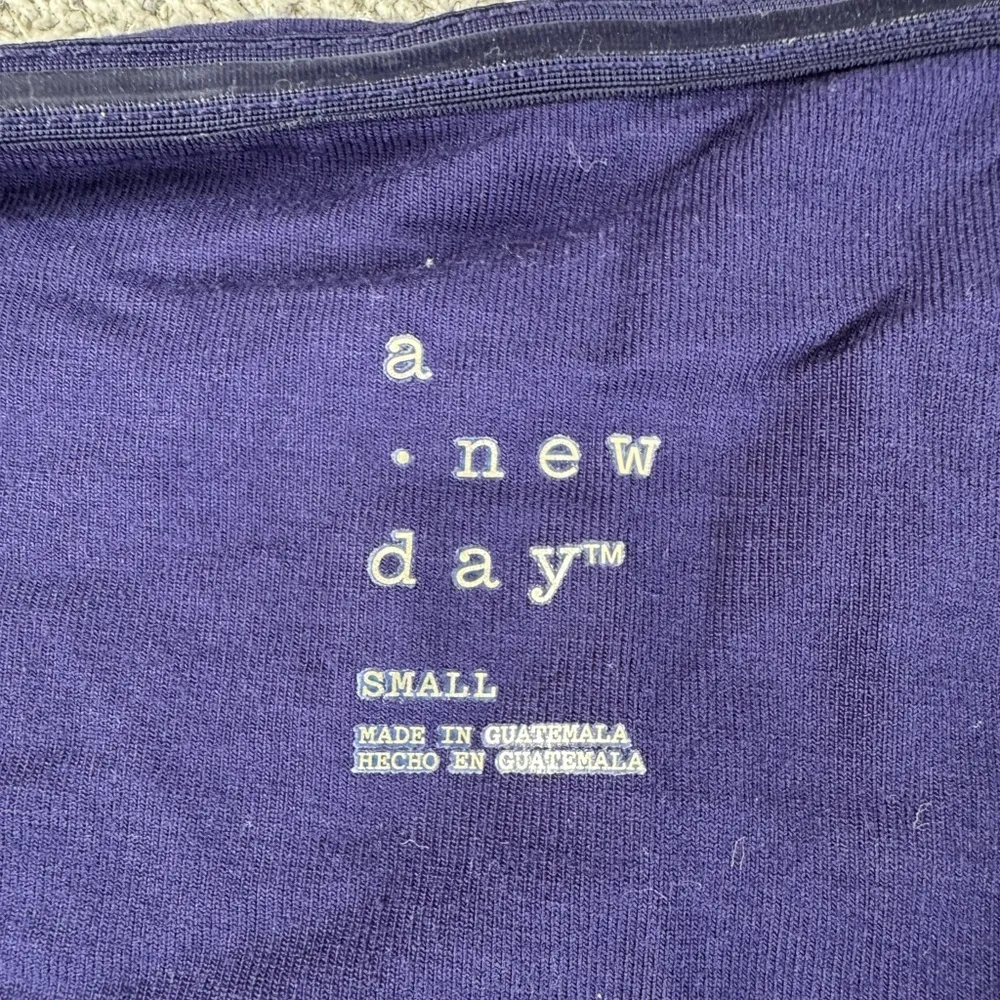 a
· new
day™
SMALL
MADE IN GUATEMALA
HECHO EN GUATEMALA